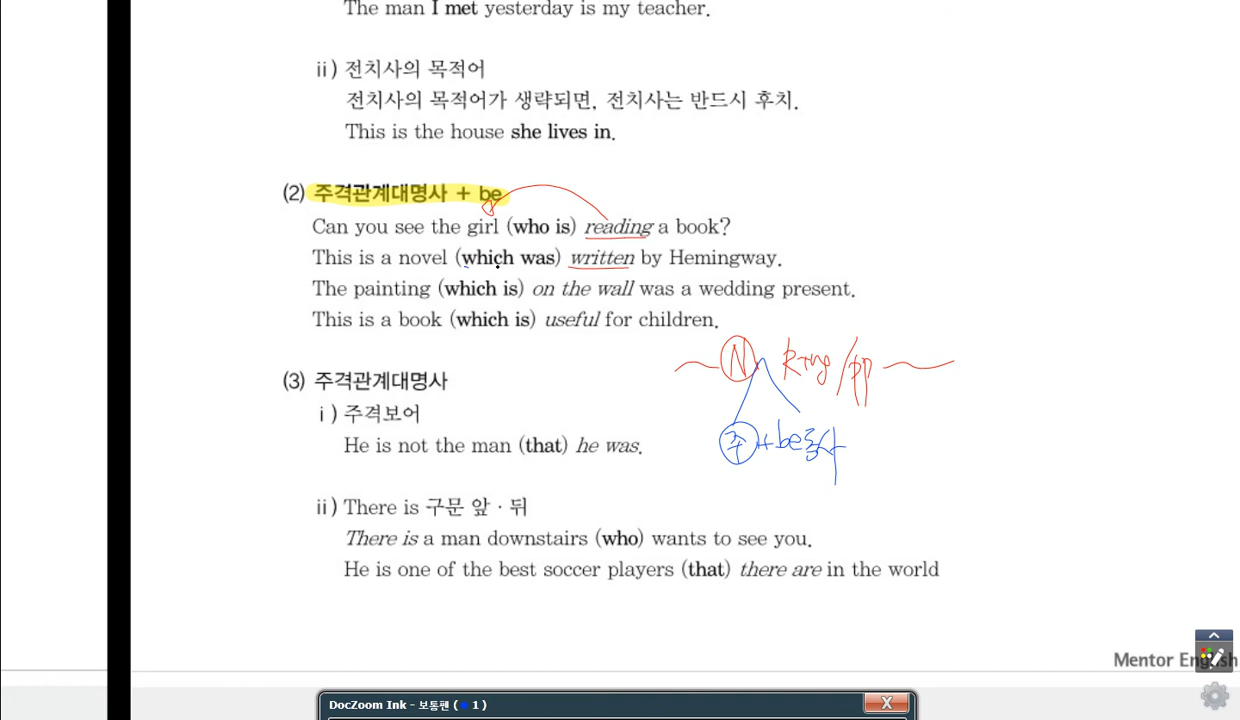 The man I met yesterday is my teacher.
ii) 전치사의 목적어
전치사의 목적어가 생략되면, 전치사는 반드시 후치.
This is the house she lives in.
(2) 주격관계대명사 + be
Can you see the girl (who is) reading a book?
This is a novel (which was) written by Hemingway.
The painting (which is) on the wall was a wedding present.
This is a book (which is) useful for children.
N R+ing /pp
(3) 주격관계대명사
i) 주격보어
주+be동사
He is not the man (that) he was.
ii) There is 구문 앞·뒤
There is a man downstairs (who) wants to see you.
He is one of the best soccer players (that) there are in the world
Mentor English
DocZoom Ink - 보통펜 ( 1 )